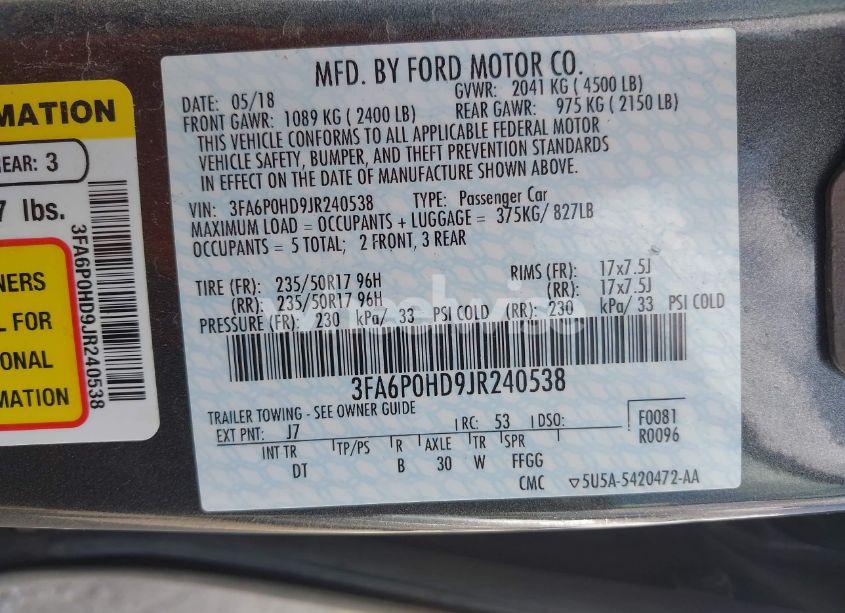 MATION
REAR: 3
7 lbs.
3FA6P0HD9JR240538
NERS
L FOR
IONAL
MATION
MFD. BY FORD MOTOR CO.
DATE: 05/18 GVWR: 2041 KG ( 4500 LB)
FRONT GAWR: 1089 KG ( 2400 LB) REAR GAWR: 975 KG ( 2150 LB)
THIS VEHICLE CONFORMS TO ALL APPLICABLE FEDERAL MOTOR
VEHICLE SAFETY, BUMPER, AND THEFT PREVENTION STANDARDS
IN EFFECT ON THE DATE OF MANUFACTURE SHOWN ABOVE.
VIN: 3FA6P0HD9JR240538 TYPE: Passenger Car
MAXIMUM LOAD = OCCUPANTS + LUGGAGE = 375KG/ 827LB
OCCUPANTS = 5 TOTAL; 2 FRONT, 3 REAR
TIRE (FR): 235/50R17 96H RIMS (FR): 17x7.5J
(RR): 235/50R17 96H (RR): 17x7.5J
PRESSURE (FR): 230 kPa/ 33 PSI COLD (RR): 230 kPa/ 33 PSI COLD
3FA6P0HD9JR240538
TRAILER TOWING - SEE OWNER GUIDE
EXT PNT: J7 RC: 53 DSO: F0081
INT TR TP/PS R AXLE TR SPR R0096
DT B 30 W FFGG
CMC ▽5U5A-5420472-AA